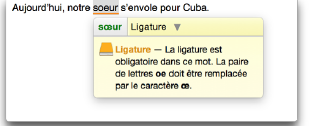 Aujourd'hui, notre soeur s'envole pour Cuba.
sœur Ligature ▼
Ligature — La ligature est
obligatoire dans ce mot. La paire
de lettres oe doit être remplacée
par le caractère œ.